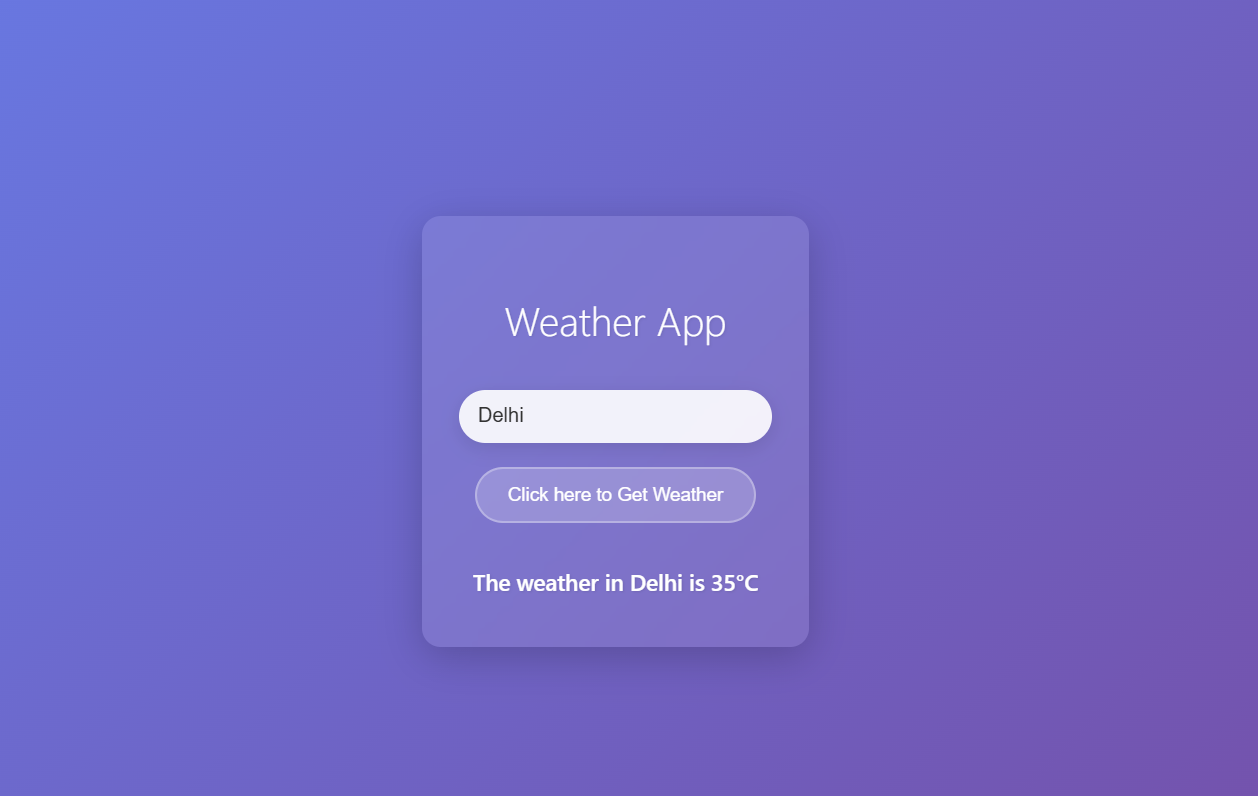 Weather App
Delhi
Click here to Get Weather
The weather in Delhi is 35°C